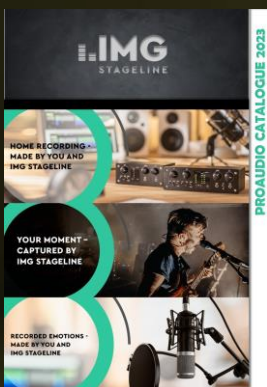 IMG
STAGELINE
PROAUDIO CATALOGUE 2023
HOME RECORDING -
MADE BY YOU AND
IMG STAGELINE
YOUR MOMENT -
CAPTURED BY
IMG STAGELINE
RECORDED EMOTIONS -
MADE BY YOU AND
IMG STAGELINE